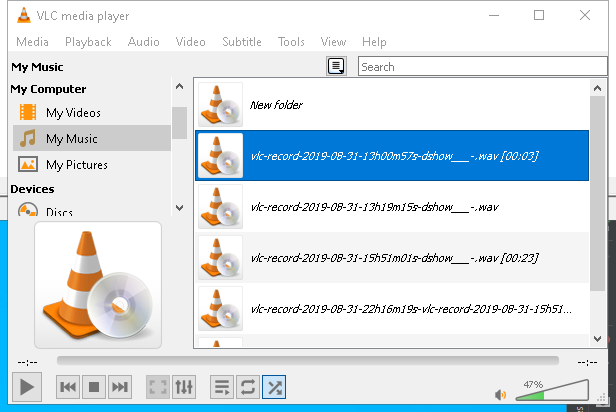 VLC media player
Media Playback Audio Video Subtitle Tools View Help
My Music
Search
My Computer
My Videos
My Music
My Pictures
Devices
Discs
New folder
vlc-record-2019-08-31-13h00m57s-dshow___-.wav [00:03]
vlc-record-2019-08-31-13h19m15s-dshow___-.wav
vlc-record-2019-08-31-15h51m01s-dshow___-.wav [00:23]
vlc-record-2019-08-31-22h16m19s-vlc-record-2019-08-31-15h51...
--:--
--:--
47%